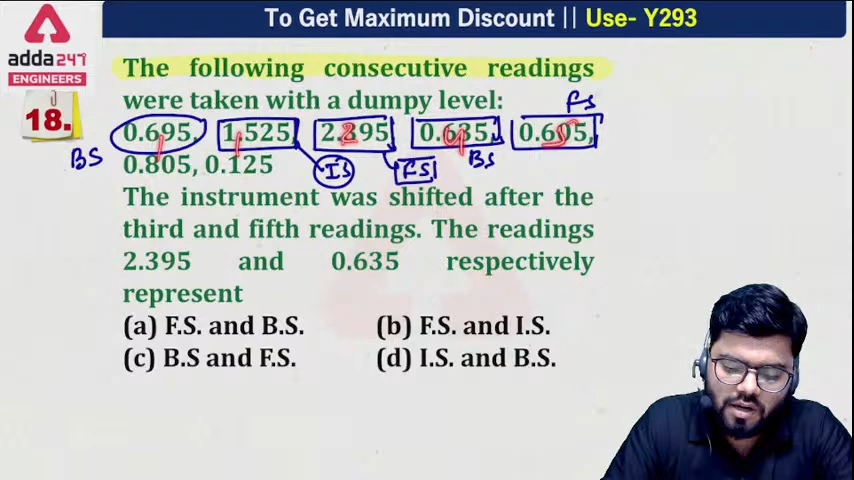 To Get Maximum Discount || Use- Y293
adda247
ENGINEERS
18.
The following consecutive readings
were taken with a dumpy level:
FS
0.695, 1.525, 2.395, 0.635, 0.605,
BS
0.805, 0.125
IS
FS
BS
The instrument was shifted after the
third and fifth readings. The readings
2.395 and 0.635 respectively
represent
(a) F.S. and B.S.
(b) F.S. and I.S.
(c) B.S and F.S.
(d) I.S. and B.S.